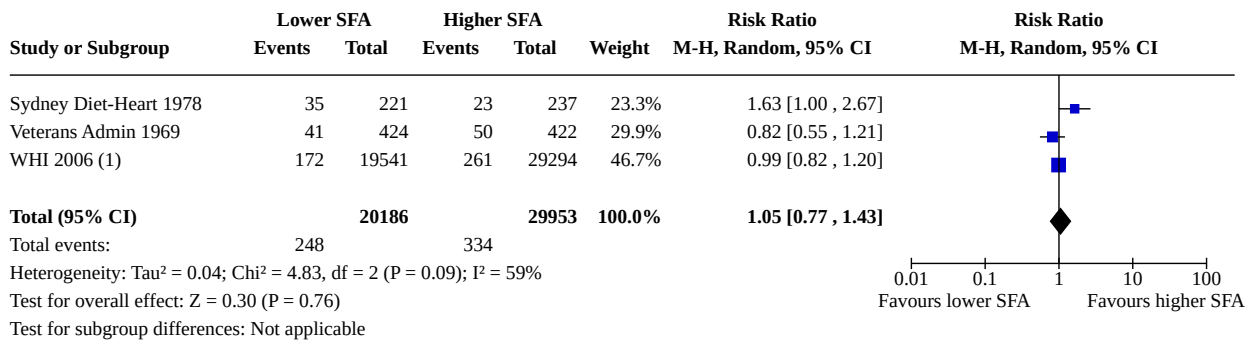 Lower SFA Higher SFA Risk Ratio Risk Ratio
Study or Subgroup Events Total Events Total Weight M-H, Random, 95% CI M-H, Random, 95% CI
Sydney Diet-Heart 1978 35 221 23 237 23.3% 1.63 [1.00 , 2.67]
Veterans Admin 1969 41 424 50 422 29.9% 0.82 [0.55 , 1.21]
WHI 2006 (1) 172 19541 261 29294 46.7% 0.99 [0.82 , 1.20]
Total (95% CI) 20186 29953 100.0% 1.05 [0.77 , 1.43]
Total events: 248 334
Heterogeneity: Tau² = 0.04; Chi² = 4.83, df = 2 (P = 0.09); I² = 59%
0.01 0.1 1 10 100
Test for overall effect: Z = 0.30 (P = 0.76)
Favours lower SFA Favours higher SFA
Test for subgroup differences: Not applicable